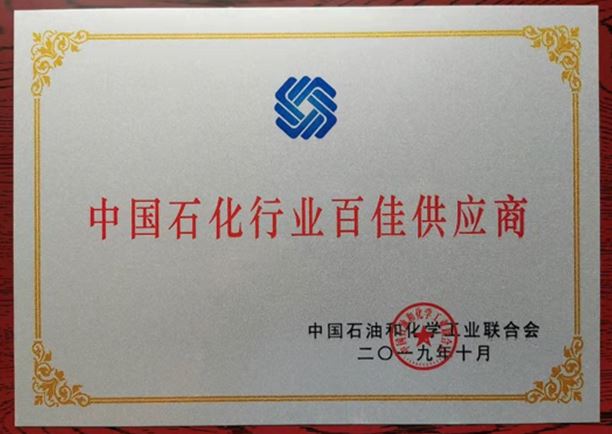 中国石化行业百佳供应商
中国石油和化学工业联合会
二〇一九年十月